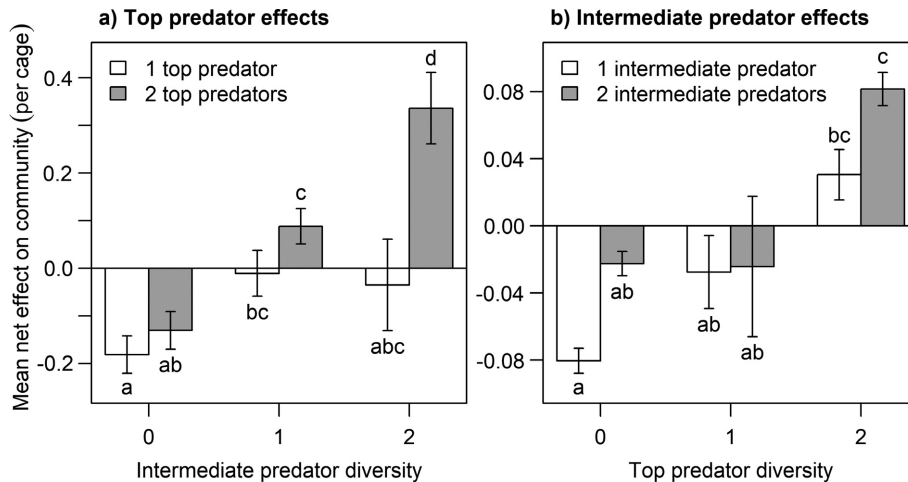 a) Top predator effects
1 top predator
2 top predators
Mean net effect on community (per cage)
0.4
0.2
0.0
-0.2
a
ab
bc
c
abc
d
0
1
2
Intermediate predator diversity
b) Intermediate predator effects
1 intermediate predator
2 intermediate predators
0.08
0.04
0.00
-0.04
-0.08
a
ab
ab
ab
bc
c
0
1
2
Top predator diversity